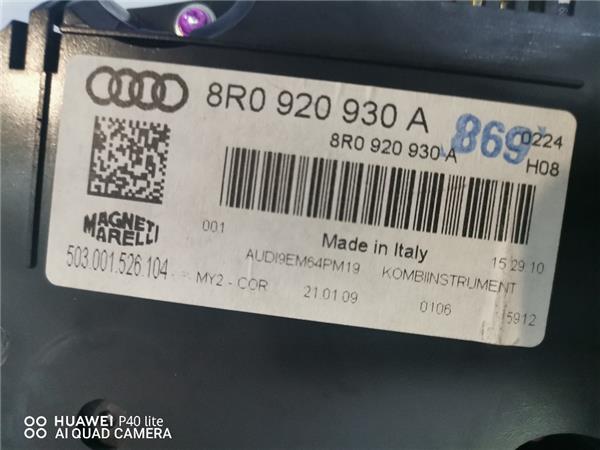 8R0 920 930 A
869
0224
8R0 920 930 A
H08
MAGNETI
MARELLI
001
Made in Italy
15:29:10
503.001.526.104
AUDI9EM64PM19
KOMBIINSTRUMENT
MY2 - COR
21.01.09
0106
5912
HUAWEI P40 lite
AI QUAD CAMERA